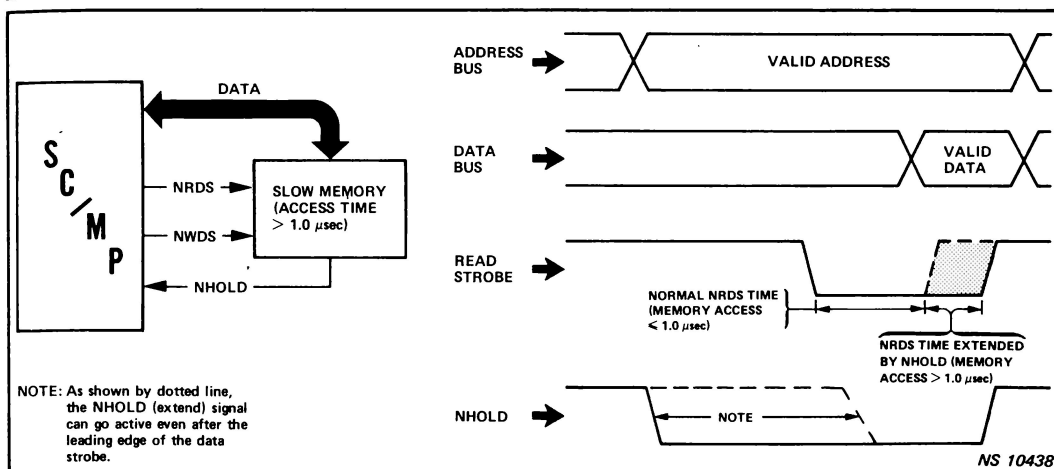 SC/MP
DATA
NRDS
NWDS
NHOLD
SLOW MEMORY
(ACCESS TIME
> 1.0 µsec)
NOTE: As shown by dotted line,
the NHOLD (extend) signal
can go active even after the
leading edge of the data
strobe.
ADDRESS
BUS
VALID ADDRESS
DATA
BUS
VALID
DATA
READ
STROBE
NORMAL NRDS TIME
(MEMORY ACCESS
⩽ 1.0 µsec)
NRDS TIME EXTENDED
BY NHOLD (MEMORY
ACCESS > 1.0 µsec)
NHOLD
NOTE
NS 10438